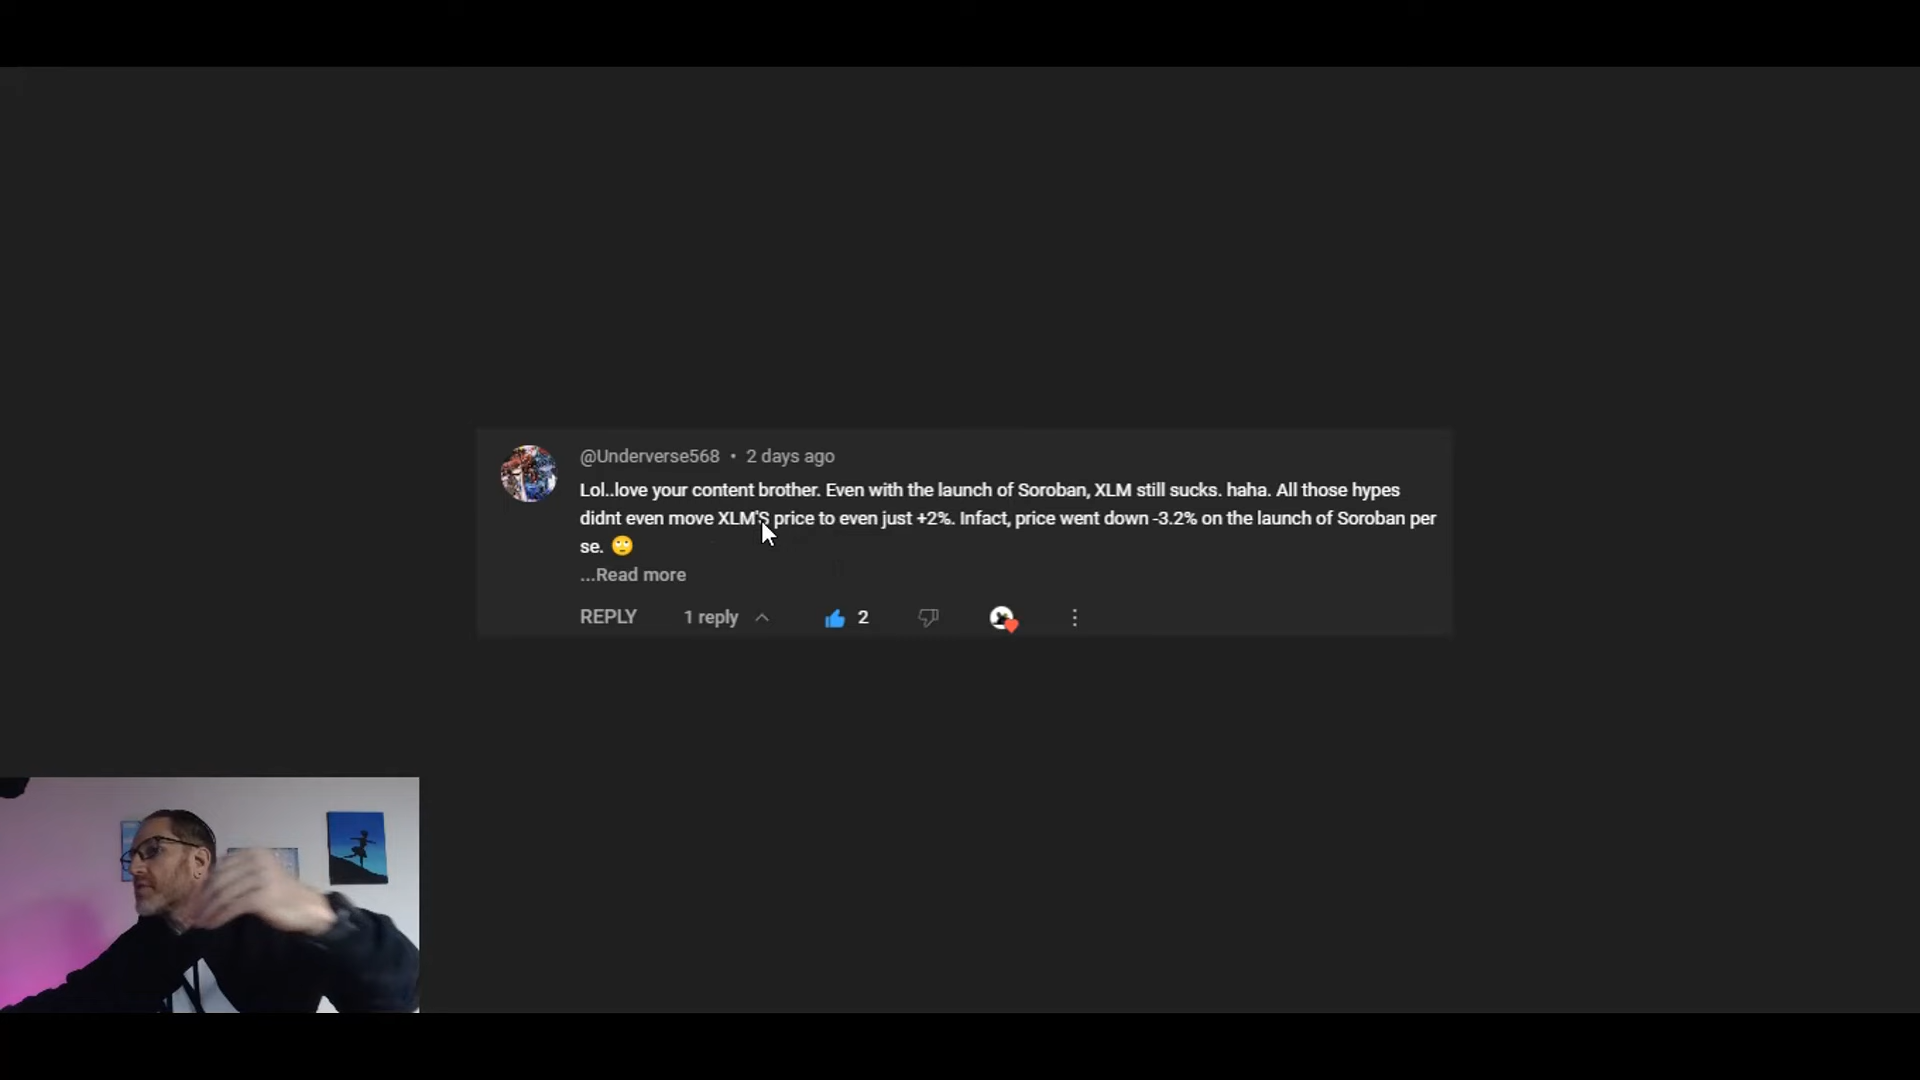 @Underverse568 • 2 days ago
Lol..love your content brother. Even with the launch of Soroban, XLM still sucks. haha. All those hypes
didnt even move XLM'S price to even just +2%. Infact, price went down -3.2% on the launch of Soroban per
se. 🙄
...Read more
REPLY 1 reply 2